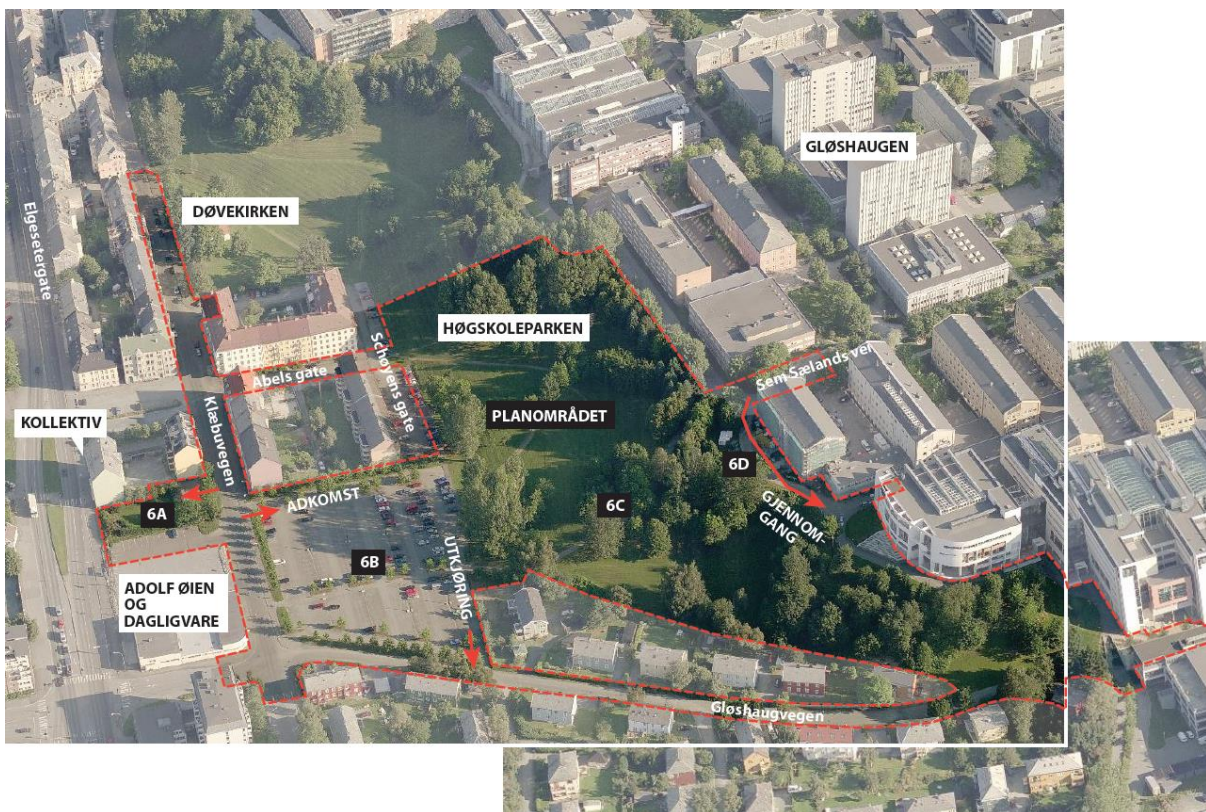 GLØSHAUGEN
DØVEKIRKEN
Elgesetergate
HØGSKOLEPARKEN
Schøyens gate
Abels gate
Sem Sælands vei
KOLLEKTIV
Klæbuvegen
PLANOMRÅDET
6D
ADKOMST
6A
6C
GJENNOM-
GANG
6B
UTKJØRING
ADOLF ØIEN
OG
DAGLIGVARE
Gløshaugvegen